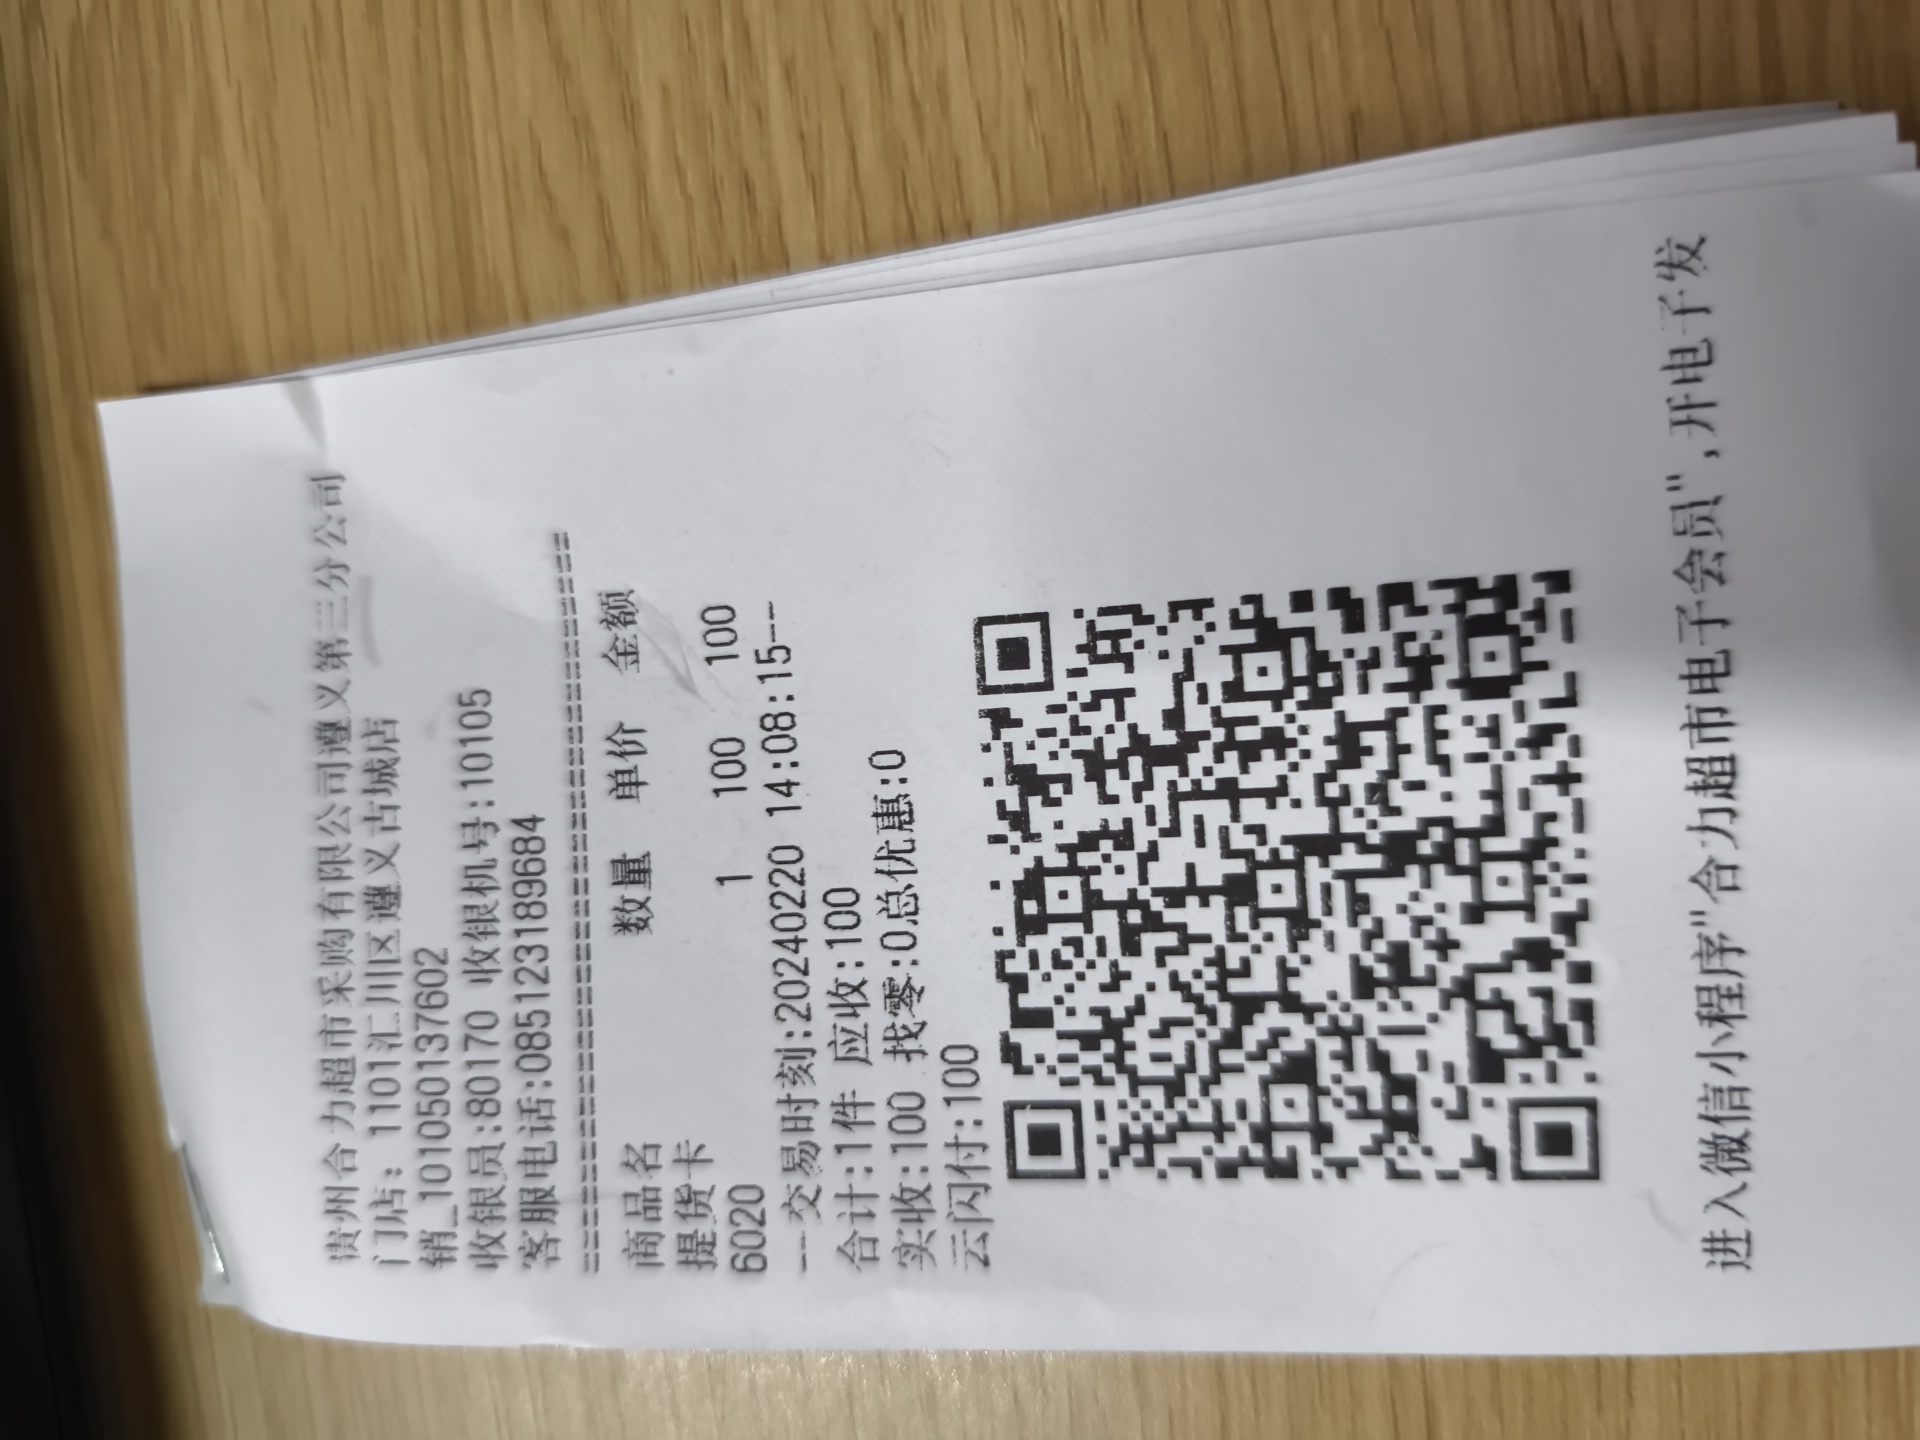 贵州合力超市采购有限公司遵义第三分公司
门店：1101汇川区遵义古城店
销_101050137602
收银员:80170 收银机号:10105
客服电话:085123189684
================================
商品名 数量 单价 金额
提货卡
6020 1 100 100
--交易时刻:20240220 14:08:15--
合计:1件 应收:100
实收:100 找零:0总优惠:0
云闪付:100
进入微信小程序"合力超市电子会员",开电子发